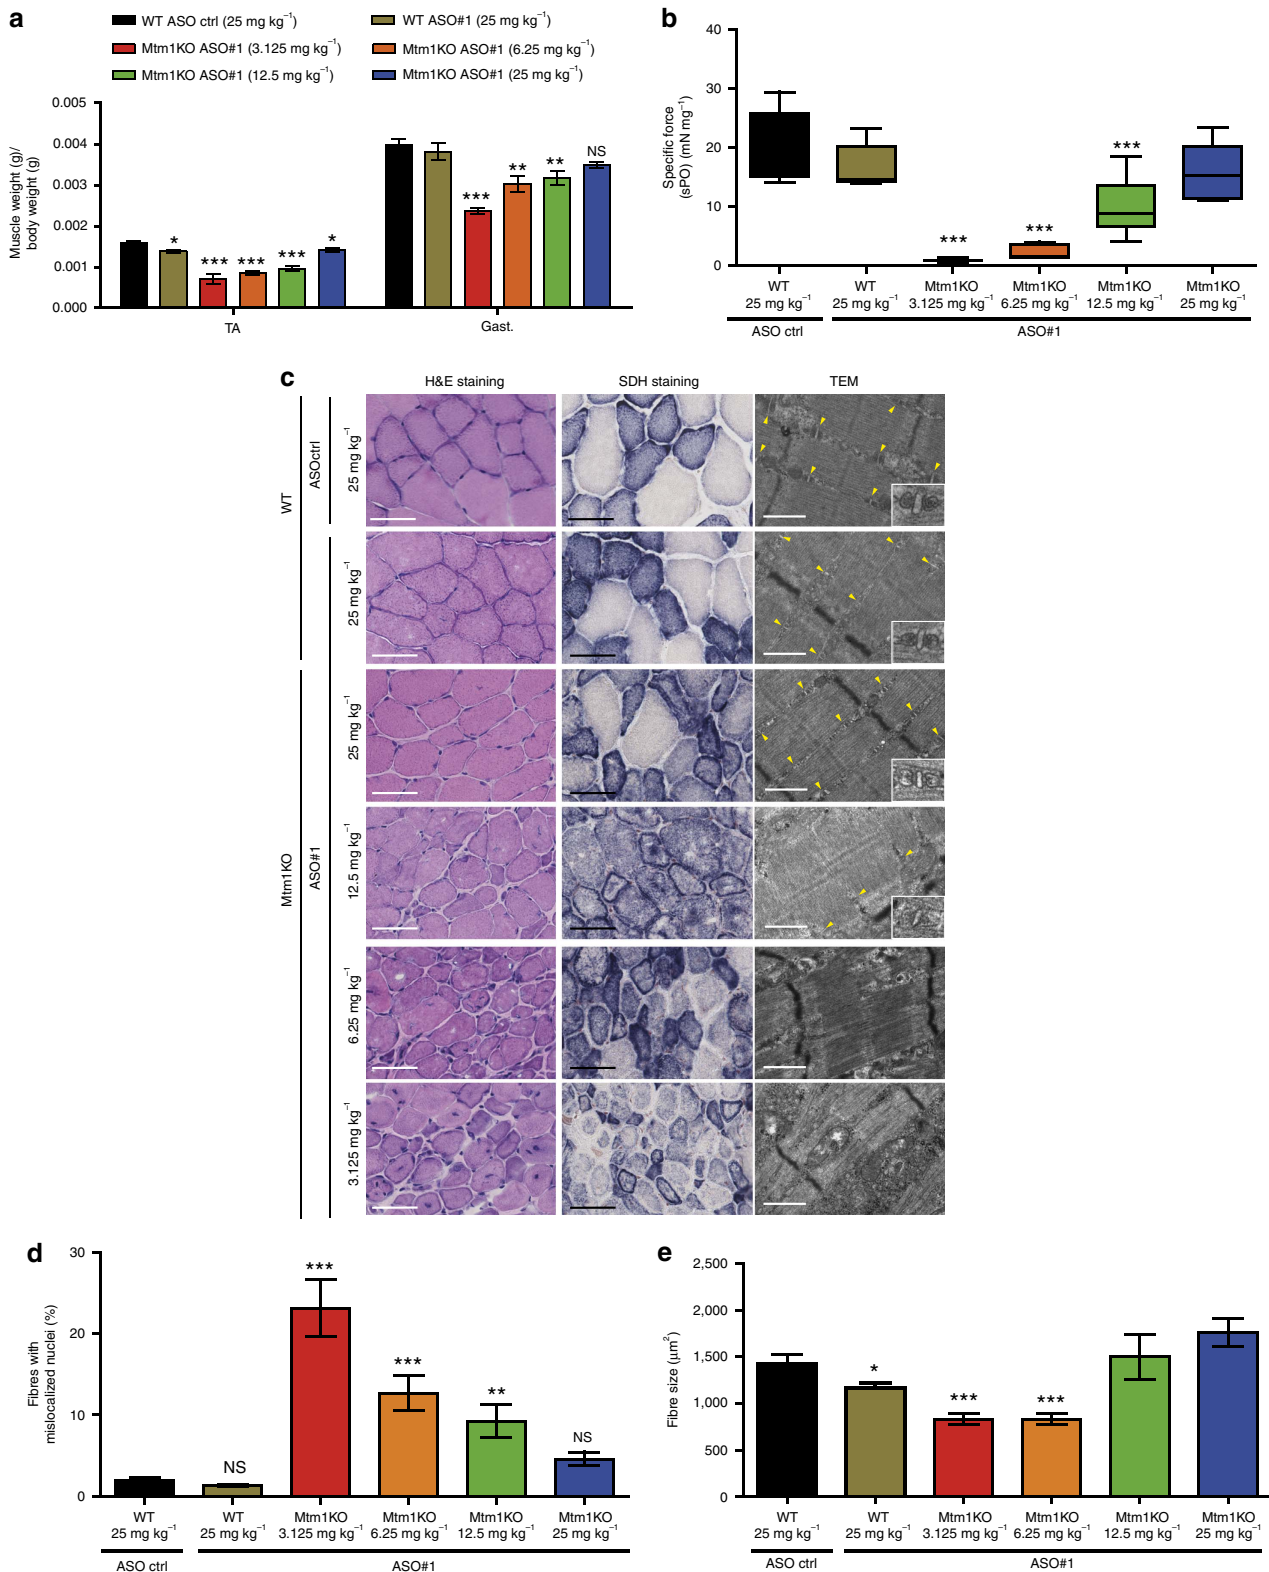 a
WT ASO ctrl (25 mg kg⁻¹)
WT ASO#1 (25 mg kg⁻¹)
Mtm1KO ASO#1 (3.125 mg kg⁻¹)
Mtm1KO ASO#1 (6.25 mg kg⁻¹)
Mtm1KO ASO#1 (12.5 mg kg⁻¹)
Mtm1KO ASO#1 (25 mg kg⁻¹)
Muscle weight (g)/
body weight (g)
0.005
0.004
0.003
0.002
0.001
0.000
*
***
***
***
*
***
**
**
NS
TA
Gast.
b
Specific force
(sPO) (mN mg⁻¹)
40
30
20
10
0
***
***
***
WT
25 mg kg⁻¹
WT
25 mg kg⁻¹
Mtm1KO
3.125 mg kg⁻¹
Mtm1KO
6.25 mg kg⁻¹
Mtm1KO
12.5 mg kg⁻¹
Mtm1KO
25 mg kg⁻¹
ASO ctrl
ASO#1
c
H&E staining
SDH staining
TEM
WT
ASOctrl
25 mg kg⁻¹
25 mg kg⁻¹
Mtm1KO
ASO#1
25 mg kg⁻¹
12.5 mg kg⁻¹
6.25 mg kg⁻¹
3.125 mg kg⁻¹
d
Fibres with
mislocalized nuclei (%)
30
20
10
0
NS
***
***
**
NS
WT
25 mg kg⁻¹
WT
25 mg kg⁻¹
Mtm1KO
3.125 mg kg⁻¹
Mtm1KO
6.25 mg kg⁻¹
Mtm1KO
12.5 mg kg⁻¹
Mtm1KO
25 mg kg⁻¹
ASO ctrl
ASO#1
e
Fibre size (µm²)
2,500
2,000
1,500
1,000
500
0
*
***
***
WT
25 mg kg⁻¹
WT
25 mg kg⁻¹
Mtm1KO
3.125 mg kg⁻¹
Mtm1KO
6.25 mg kg⁻¹
Mtm1KO
12.5 mg kg⁻¹
Mtm1KO
25 mg kg⁻¹
ASO ctrl
ASO#1